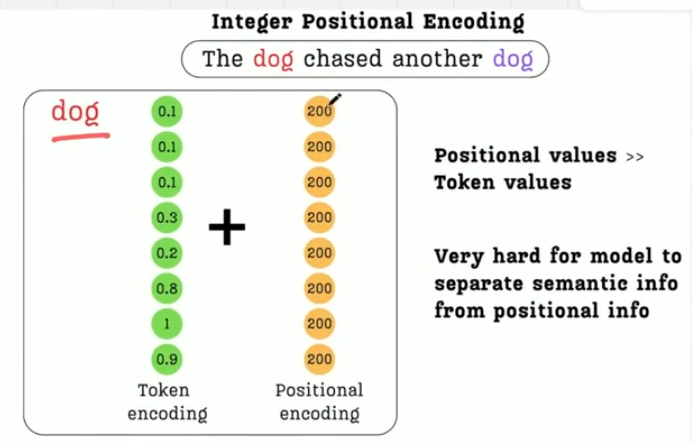 Integer Positional Encoding
The dog chased another dog
dog
0.1 200
0.1 200
0.1 200
0.3 + 200
0.2 200
0.8 200
1 200
0.9 200
Token encoding
Positional encoding
Positional values >>
Token values
Very hard for model to
separate semantic info
from positional info